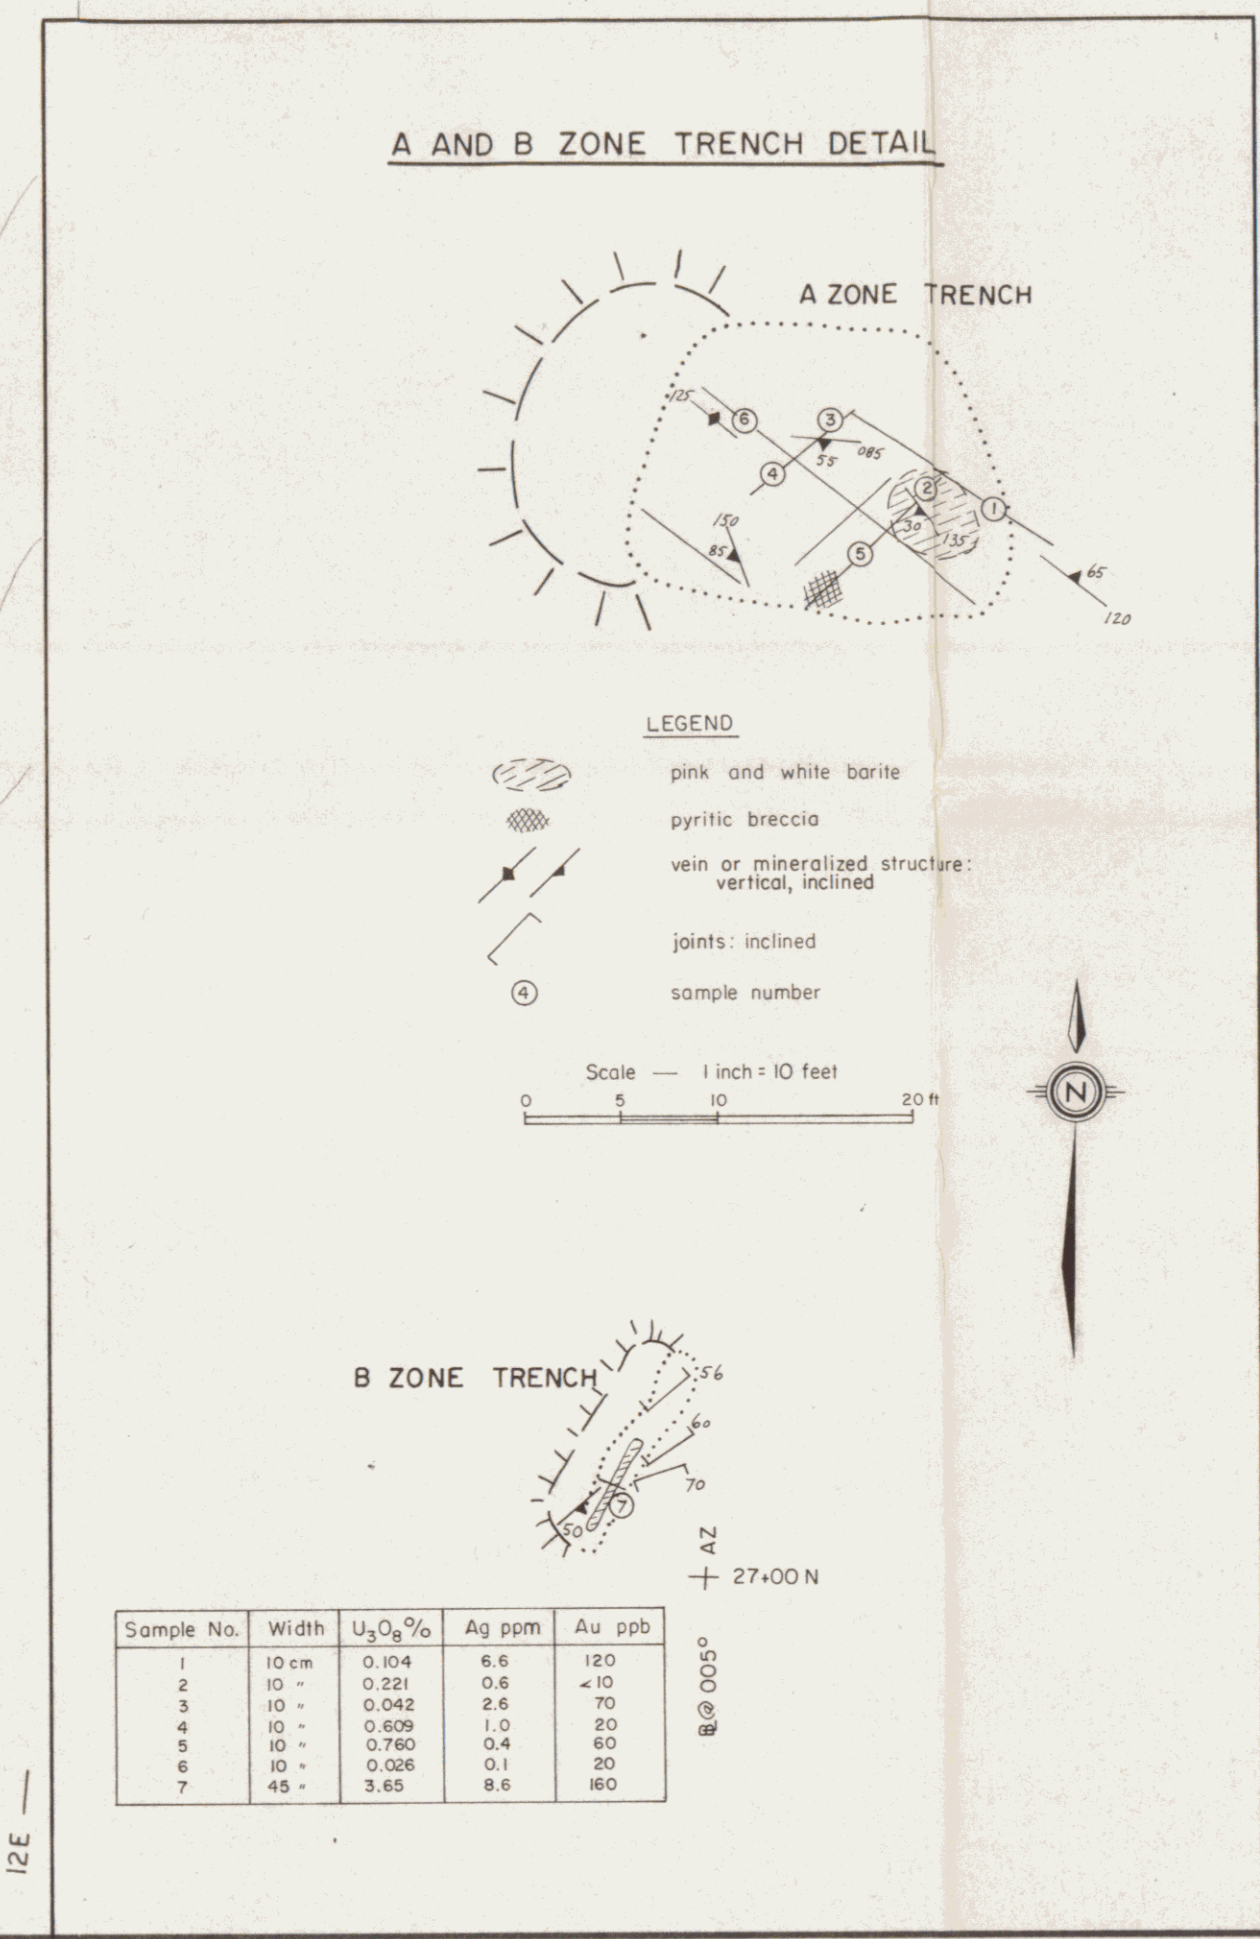 A AND B ZONE TRENCH DETAIL
A ZONE TRENCH
125
6
3
085
55
4
2
1
150
30
135
85
5
65
120
LEGEND
pink and white barite
pyritic breccia
vein or mineralized structure:
vertical, inclined
joints: inclined
4
sample number
Scale — 1 inch = 10 feet
0 5 10 20 ft
N
B ZONE TRENCH
56
60
70
7
50
AZ
27+00 N
BL@ 005°
Sample No. Width U3O8% Ag ppm Au ppb
1 10 cm 0.104 6.6 120
2 10 " 0.221 0.6 <10
3 10 " 0.042 2.6 70
4 10 " 0.609 1.0 20
5 10 " 0.760 0.4 60
6 10 " 0.026 0.1 20
7 45 " 3.65 8.6 160
12E —